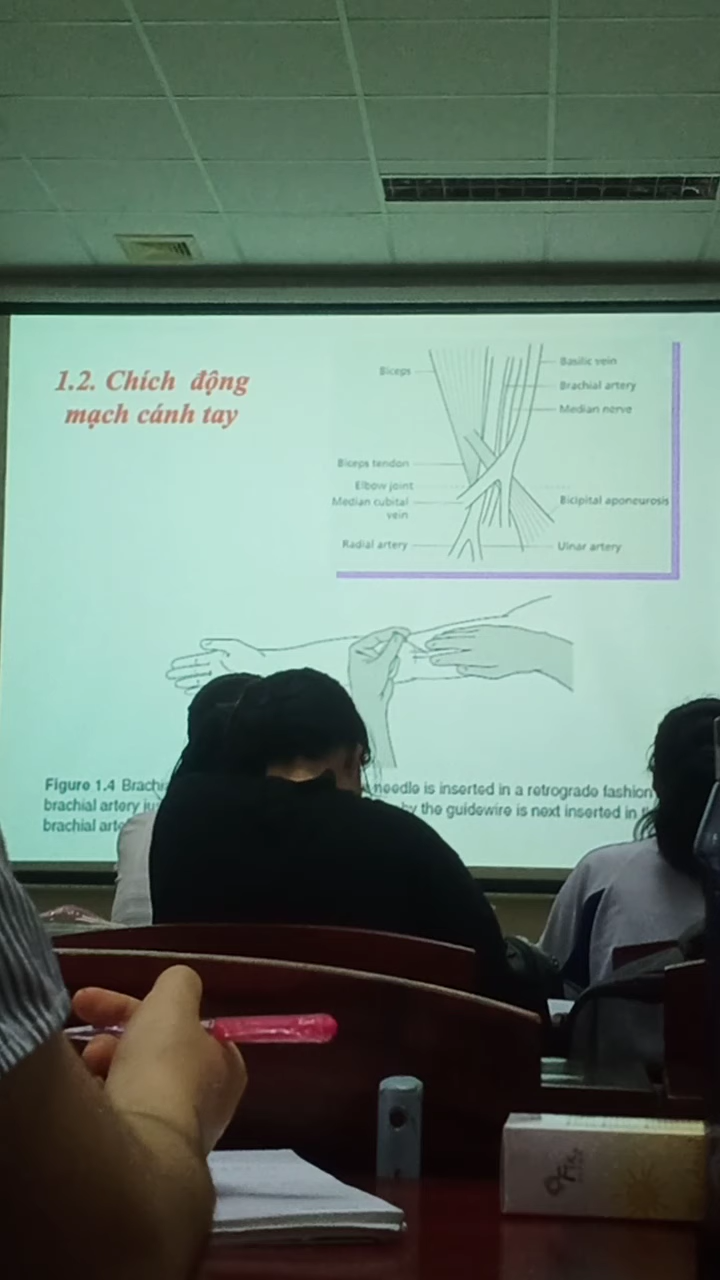 1.2. Chích động
mạch cánh tay
Biceps
Basilic vein
Brachial artery
Median nerve
Biceps tendon
Elbow joint
Median cubital
vein
Bicipital aponeurosis
Radial artery
Ulnar artery
Figure 1.4 needle is inserted in a retrograde fashion
brachial artery the guidewire is next inserted in
brachial